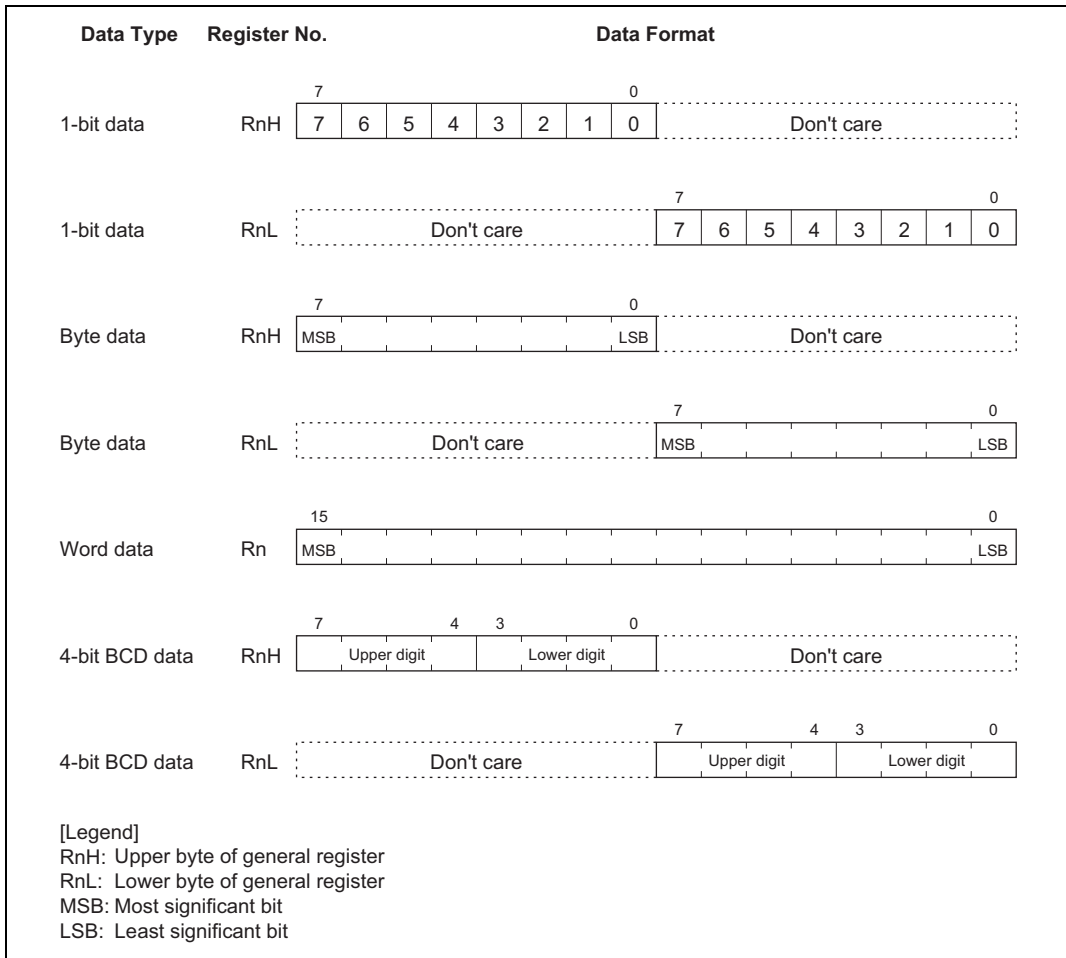 Data Type Register No. Data Format
7 0
1-bit data RnH 7 6 5 4 3 2 1 0 Don't care
7 0
1-bit data RnL Don't care 7 6 5 4 3 2 1 0
7 0
Byte data RnH MSB LSB Don't care
7 0
Byte data RnL Don't care MSB LSB
15 0
Word data Rn MSB LSB
7 4 3 0
4-bit BCD data RnH Upper digit Lower digit Don't care
7 4 3 0
4-bit BCD data RnL Don't care Upper digit Lower digit
[Legend]
RnH: Upper byte of general register
RnL: Lower byte of general register
MSB: Most significant bit
LSB: Least significant bit